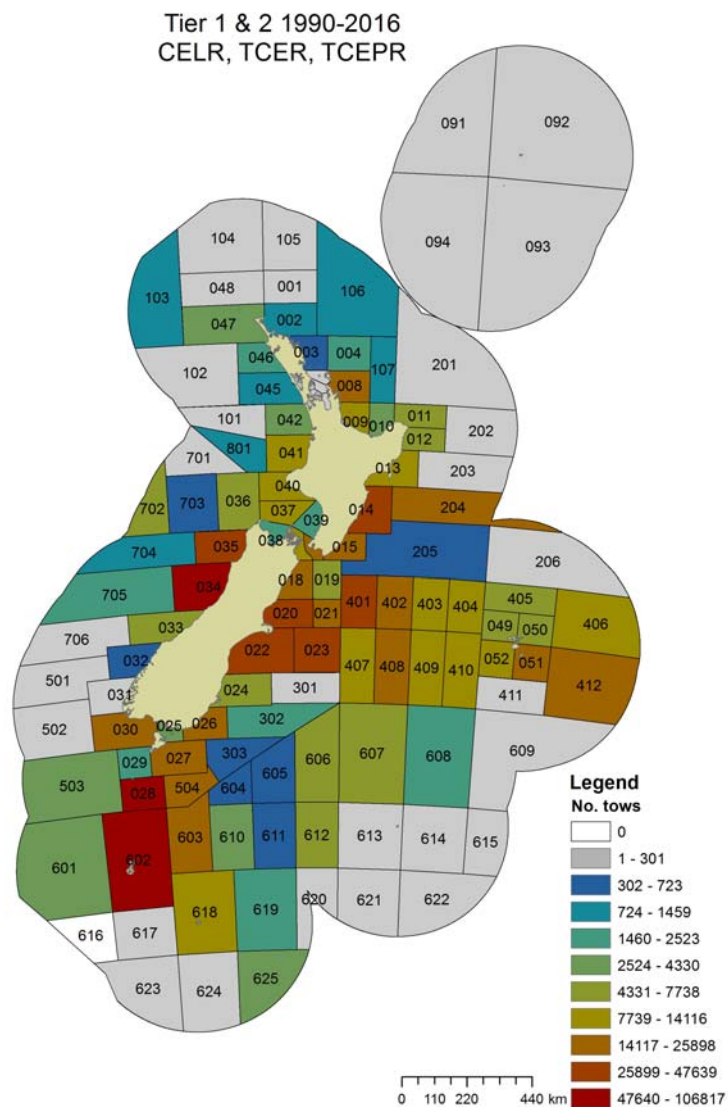 Tier 1 & 2 1990-2016
CELR, TCER, TCEPR
091 092
094 093
104 105
103 048 001 106
047 002
102 046 003 004 107 201
045 008
101 042 009 010 011 202
801 012
701 041 013 203
702 703 036 040 014 204
037 039
704 035 038 015 205 206
705 034 018 019 401 402 403 404 405 406
033 020 021 049 050
706 032 022 023 407 408 409 410 052 051 412
501 031 024 301 411
502 030 025 026 302
503 029 027 303 606 607 608 609
028 504 604 605
601 602 603 610 611 612 613 614 615
616 617 618 619 620 621 622
623 624 625
Legend
No. tows
0
1 - 301
302 - 723
724 - 1459
1460 - 2523
2524 - 4330
4331 - 7738
7739 - 14116
14117 - 25898
25899 - 47639
47640 - 106817
0 110 220 440 km